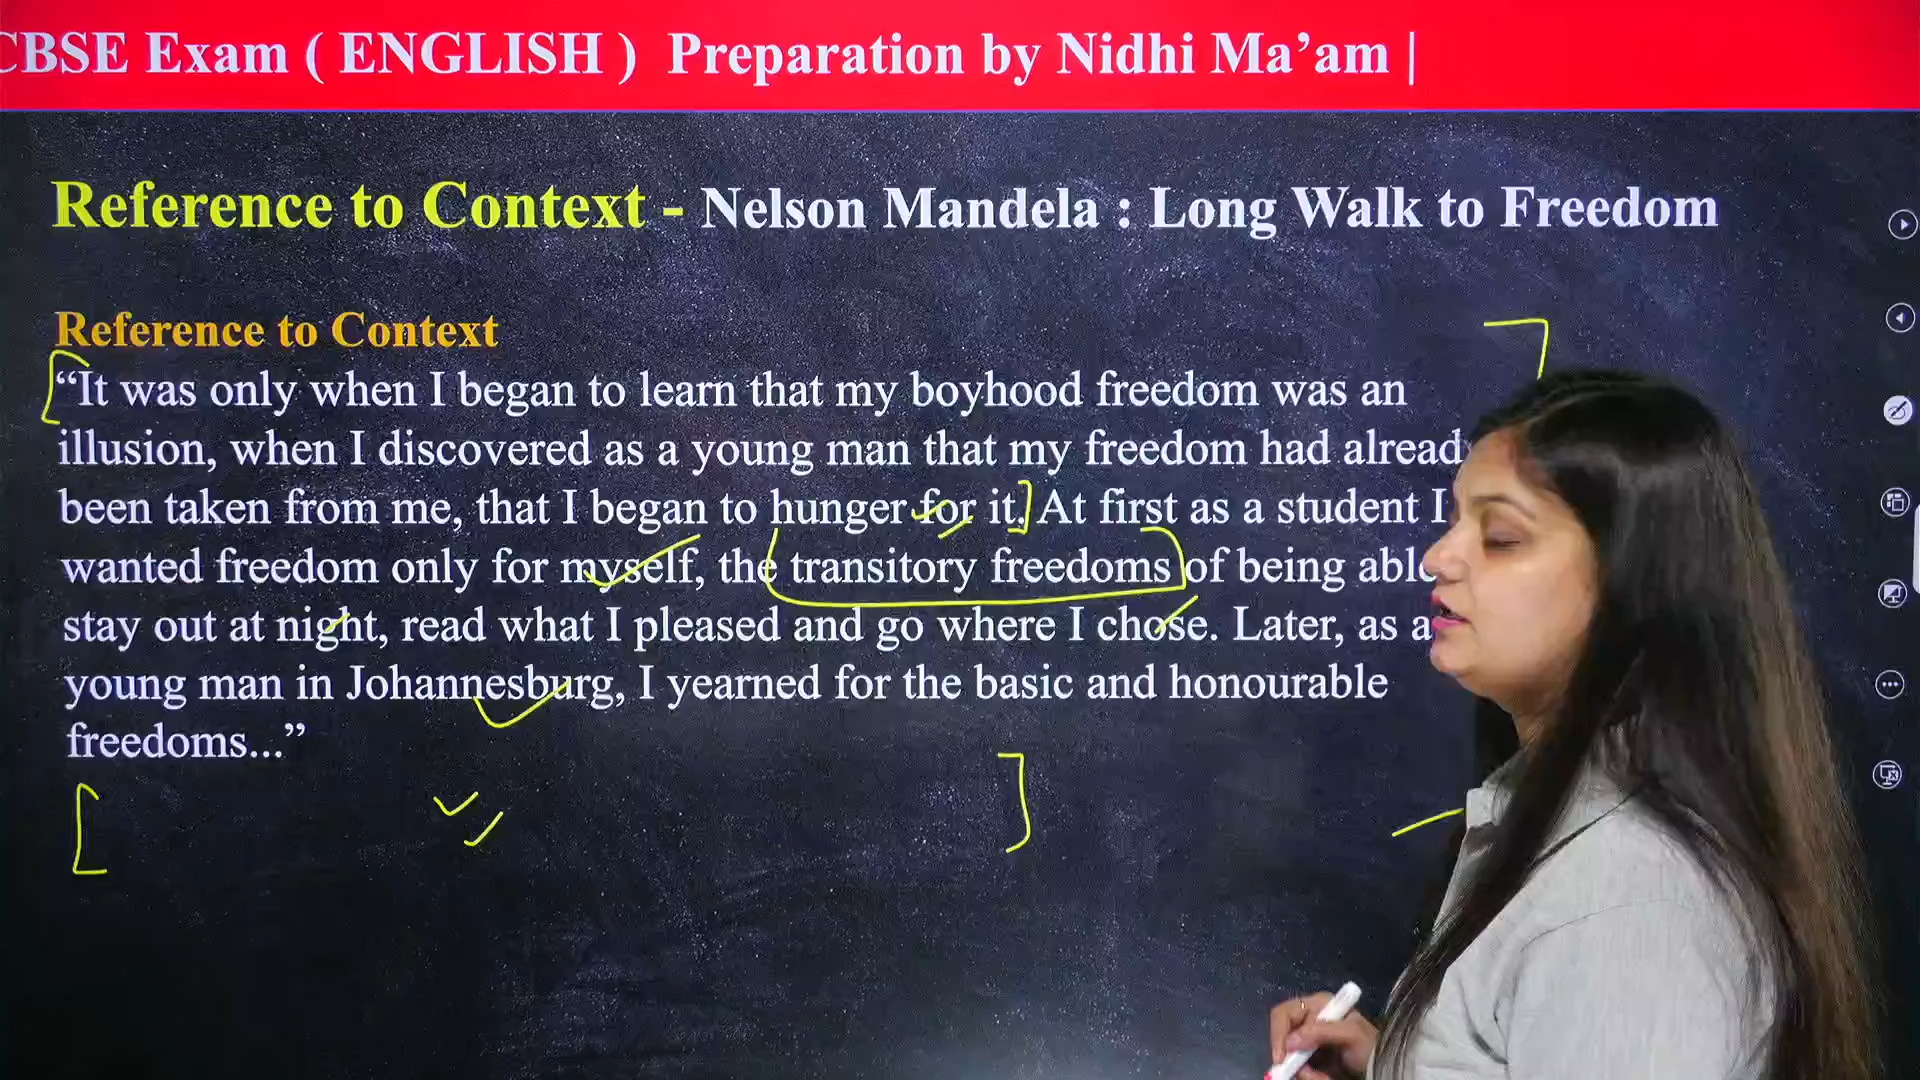 CBSE Exam ( ENGLISH ) Preparation by Nidhi Ma’am |
Reference to Context - Nelson Mandela : Long Walk to Freedom
Reference to Context
“It was only when I began to learn that my boyhood freedom was an
illusion, when I discovered as a young man that my freedom had alread
been taken from me, that I began to hunger for it. At first as a student I
wanted freedom only for myself, the transitory freedoms of being able
stay out at night, read what I pleased and go where I chose. Later, as a
young man in Johannesburg, I yearned for the basic and honourable
freedoms...”